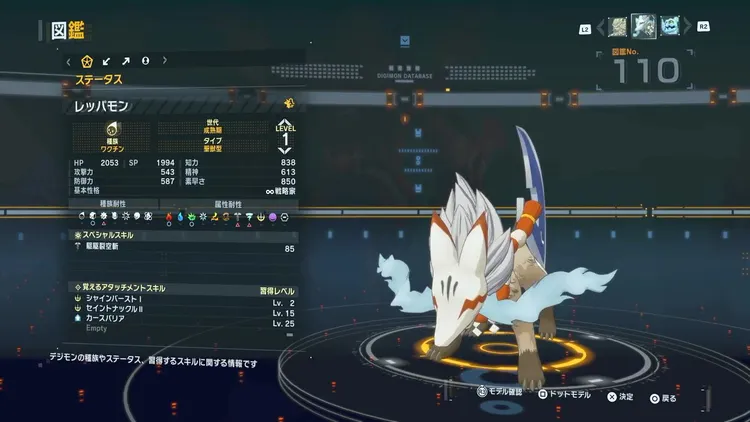 図鑑
L2
R2
図鑑No.
110
DIGIMON DATABASE
ステータス
レッパモン
種族
ワクチン
世代
成熟期
タイプ
聖獣型
LEVEL
1
HP 2053 SP 1994 知力 838
攻撃力 543 精神 613
防御力 587 素早さ 850
基本性格 戦略家
種族耐性 属性耐性
スペシャルスキル
駆駆裂空斬 85
覚えるアタッチメントスキル 習得レベル
シャインバーストⅠ Lv. 2
セイントナックルⅡ Lv. 15
カースバリア Lv. 25
Empty
デジモンの種族やステータス、習得するスキルに関する情報です
R3 モデル確認 ドットモデル 決定 戻る